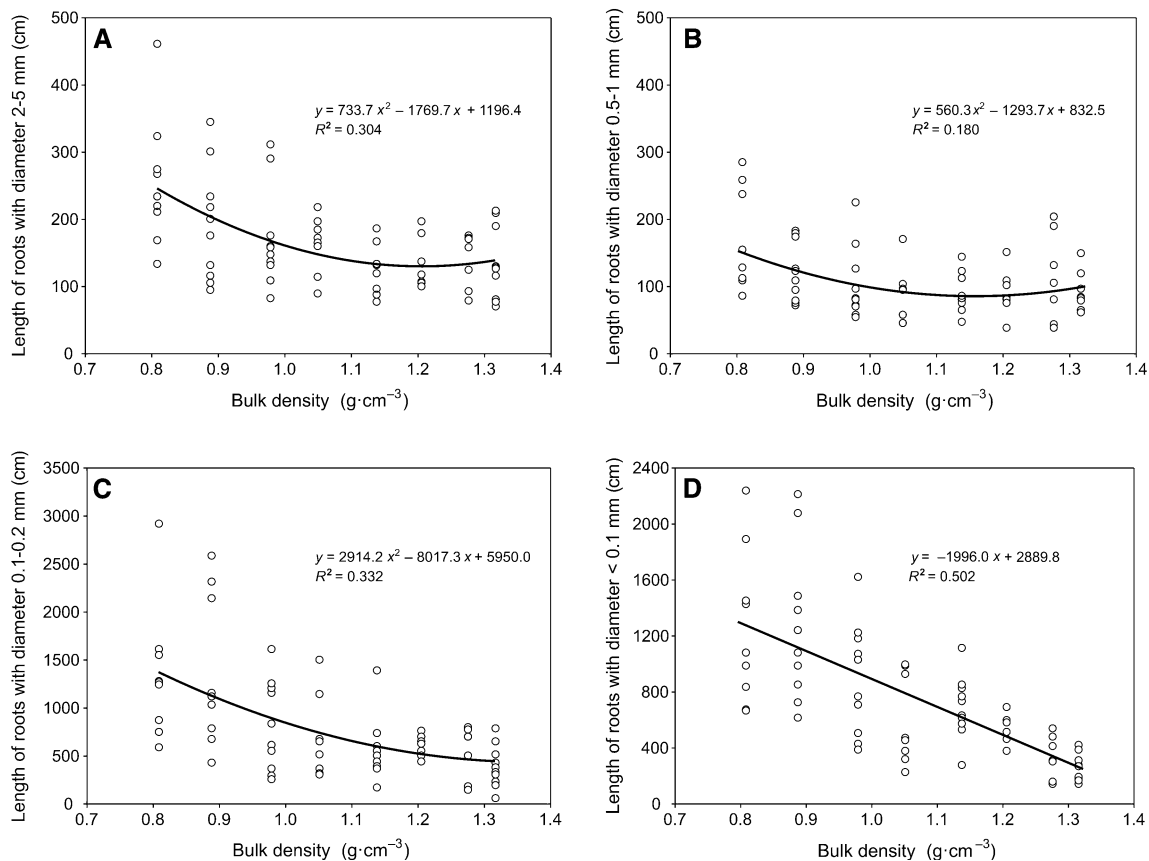 A
Length of roots with diameter 2-5 mm (cm)
500
400
300
200
100
0
y = 733.7 x² − 1769.7 x + 1196.4
R² = 0.304
0.7 0.8 0.9 1.0 1.1 1.2 1.3 1.4
Bulk density (g·cm⁻³)
B
Length of roots with diameter 0.5-1 mm (cm)
500
400
300
200
100
0
y = 560.3 x² − 1293.7 x + 832.5
R² = 0.180
0.7 0.8 0.9 1.0 1.1 1.2 1.3 1.4
Bulk density (g·cm⁻³)
C
Length of roots with diameter 0.1-0.2 mm (cm)
3500
3000
2500
2000
1500
1000
500
0
y = 2914.2 x² − 8017.3 x + 5950.0
R² = 0.332
0.7 0.8 0.9 1.0 1.1 1.2 1.3 1.4
Bulk density (g·cm⁻³)
D
Length of roots with diameter < 0.1 mm (cm)
2400
2000
1600
1200
800
400
0
y = −1996.0 x + 2889.8
R² = 0.502
0.7 0.8 0.9 1.0 1.1 1.2 1.3 1.4
Bulk density (g·cm⁻³)